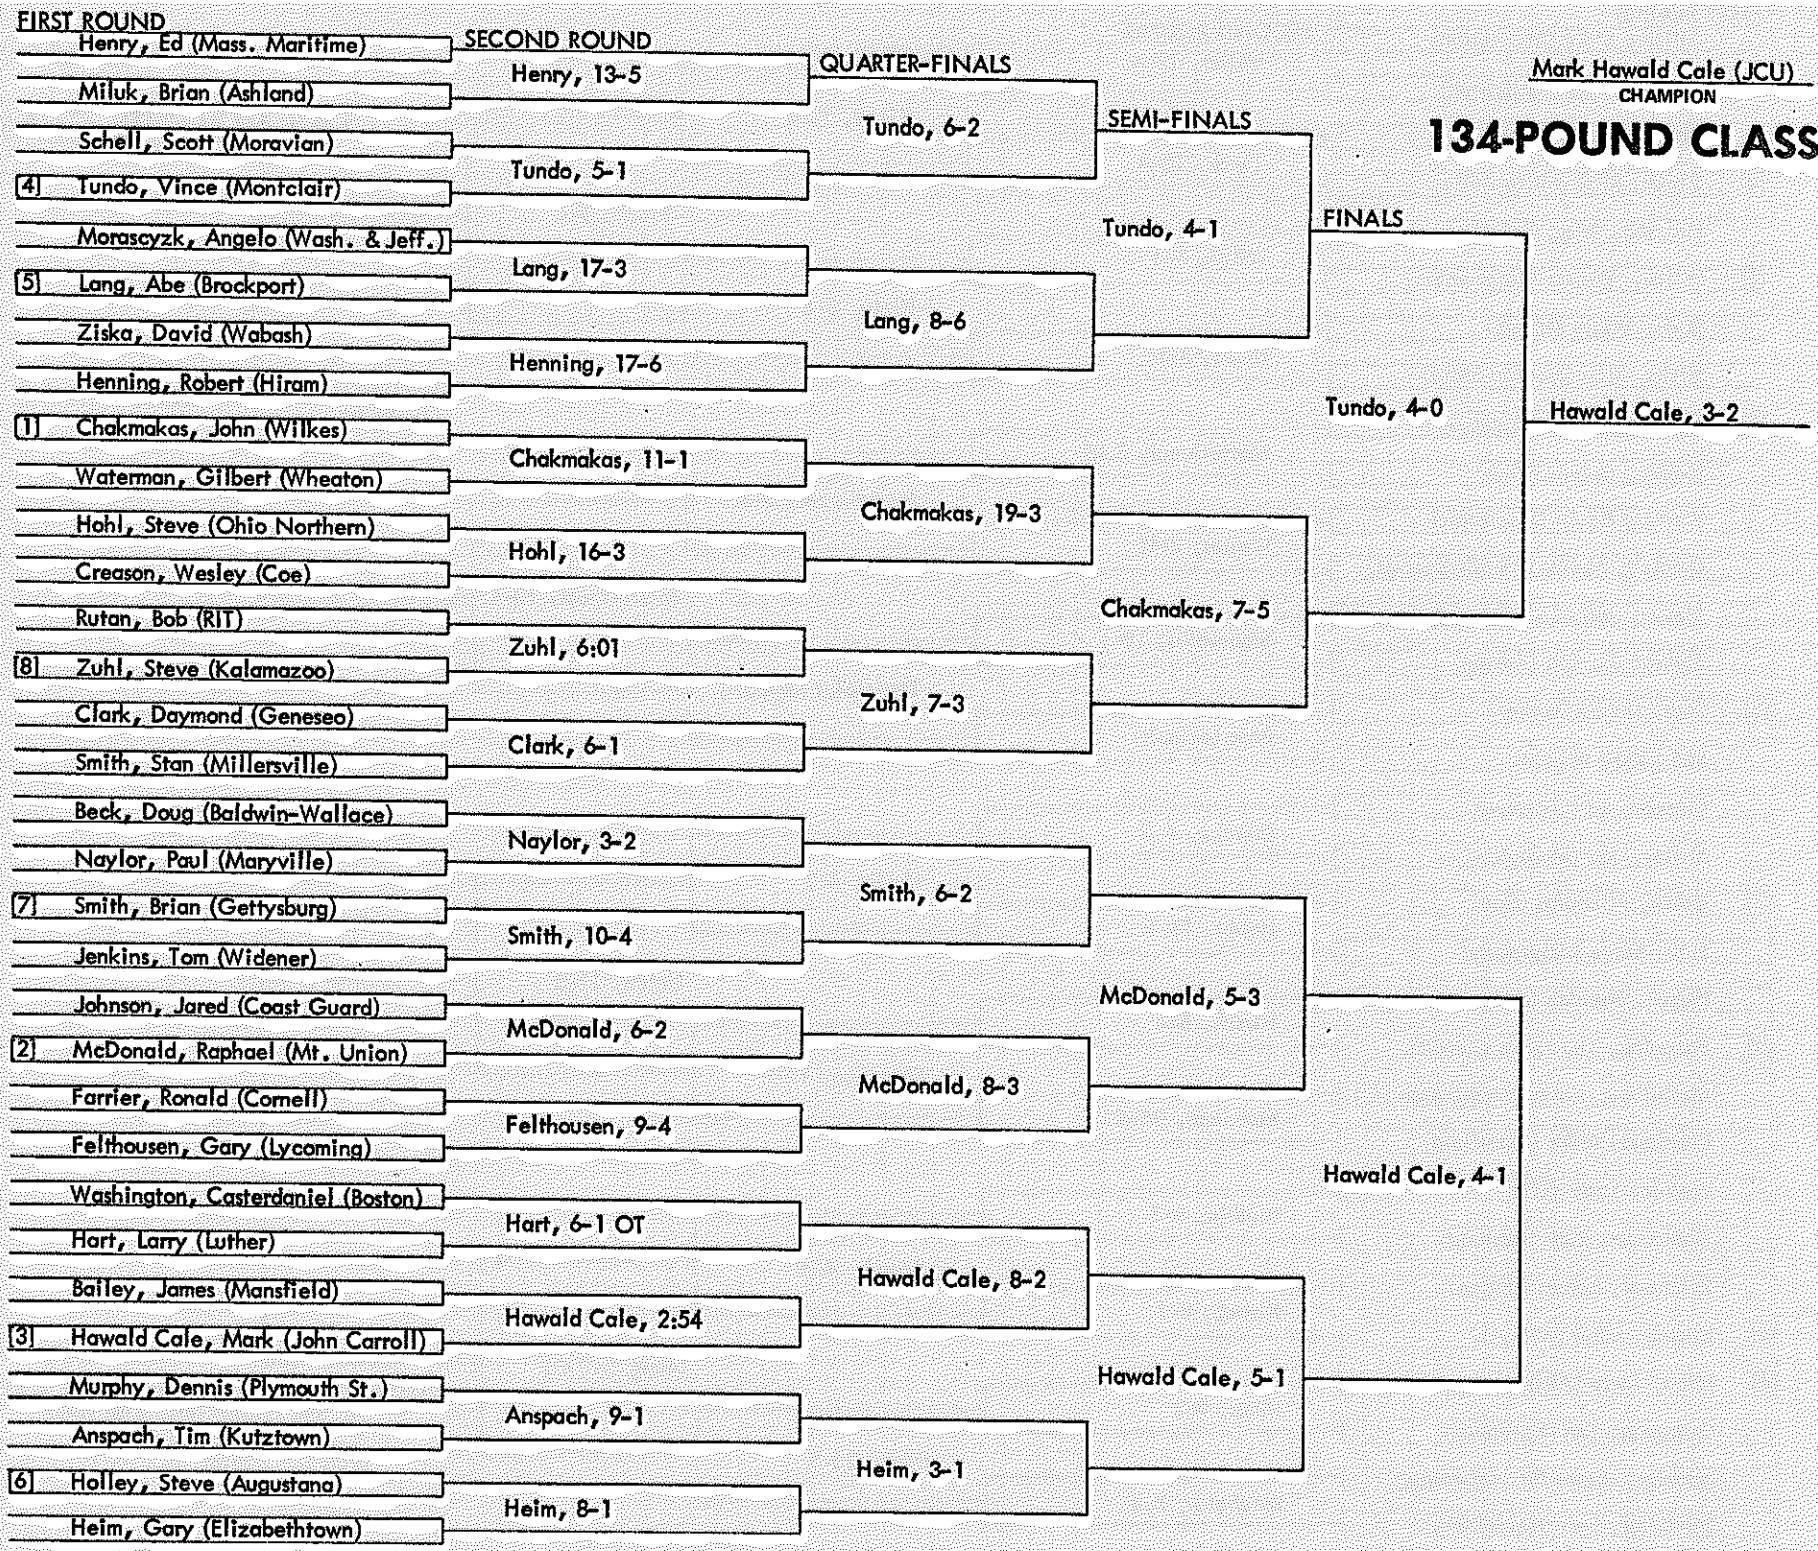 FIRST ROUND
Henry, Ed (Mass. Maritime)
Miluk, Brian (Ashland)
Schell, Scott (Moravian)
[4] Tundo, Vince (Montclair)
Morascyzk, Angelo (Wash. & Jeff.)
[5] Lang, Abe (Brockport)
Ziska, David (Wabash)
Henning, Robert (Hiram)
[1] Chakmakas, John (Wilkes)
Waterman, Gilbert (Wheaton)
Hohl, Steve (Ohio Northern)
Creason, Wesley (Coe)
Rutan, Bob (RIT)
[8] Zuhl, Steve (Kalamazoo)
Clark, Daymond (Geneseo)
Smith, Stan (Millersville)
Beck, Doug (Baldwin-Wallace)
Naylor, Paul (Maryville)
[7] Smith, Brian (Gettysburg)
Jenkins, Tom (Widener)
Johnson, Jared (Coast Guard)
[2] McDonald, Raphael (Mt. Union)
Farrier, Ronald (Cornell)
Felthousen, Gary (Lycoming)
Washington, Casterdaniel (Boston)
Hart, Larry (Luther)
Bailey, James (Mansfield)
[3] Hawald Cale, Mark (John Carroll)
Murphy, Dennis (Plymouth St.)
Anspach, Tim (Kutztown)
[6] Holley, Steve (Augustana)
Heim, Gary (Elizabethtown)
SECOND ROUND
Henry, 13-5
Tundo, 5-1
Lang, 17-3
Henning, 17-6
Chakmakas, 11-1
Hohl, 16-3
Zuhl, 6:01
Clark, 6-1
Naylor, 3-2
Smith, 10-4
McDonald, 6-2
Felthousen, 9-4
Hart, 6-1 OT
Hawald Cale, 2:54
Anspach, 9-1
Heim, 8-1
QUARTER-FINALS
Tundo, 6-2
Lang, 8-6
Chakmakas, 19-3
Zuhl, 7-3
Smith, 6-2
McDonald, 8-3
Hawald Cale, 8-2
Heim, 3-1
SEMI-FINALS
Tundo, 4-1
Chakmakas, 7-5
McDonald, 5-3
Hawald Cale, 5-1
FINALS
Tundo, 4-0
Hawald Cale, 4-1
Hawald Cale, 3-2
Mark Hawald Cale (JCU)
CHAMPION
134-POUND CLASS